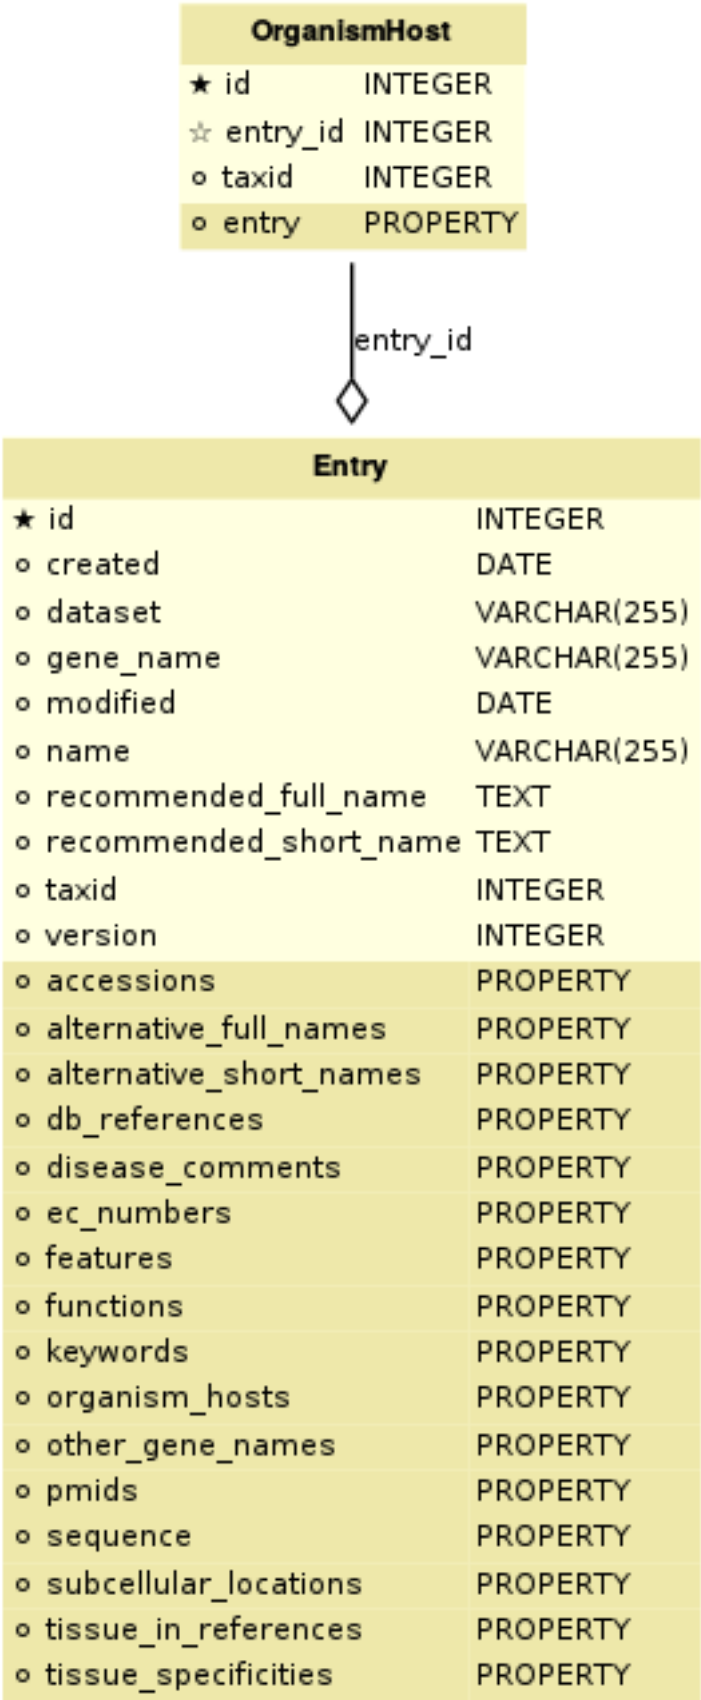 OrganismHost
★ id INTEGER
☆ entry_id INTEGER
taxid INTEGER
entry PROPERTY
entry_id
Entry
★ id INTEGER
created DATE
dataset VARCHAR(255)
gene_name VARCHAR(255)
modified DATE
name VARCHAR(255)
recommended_full_name TEXT
recommended_short_name TEXT
taxid INTEGER
version INTEGER
accessions PROPERTY
alternative_full_names PROPERTY
alternative_short_names PROPERTY
db_references PROPERTY
disease_comments PROPERTY
ec_numbers PROPERTY
features PROPERTY
functions PROPERTY
keywords PROPERTY
organism_hosts PROPERTY
other_gene_names PROPERTY
pmids PROPERTY
sequence PROPERTY
subcellular_locations PROPERTY
tissue_in_references PROPERTY
tissue_specificities PROPERTY